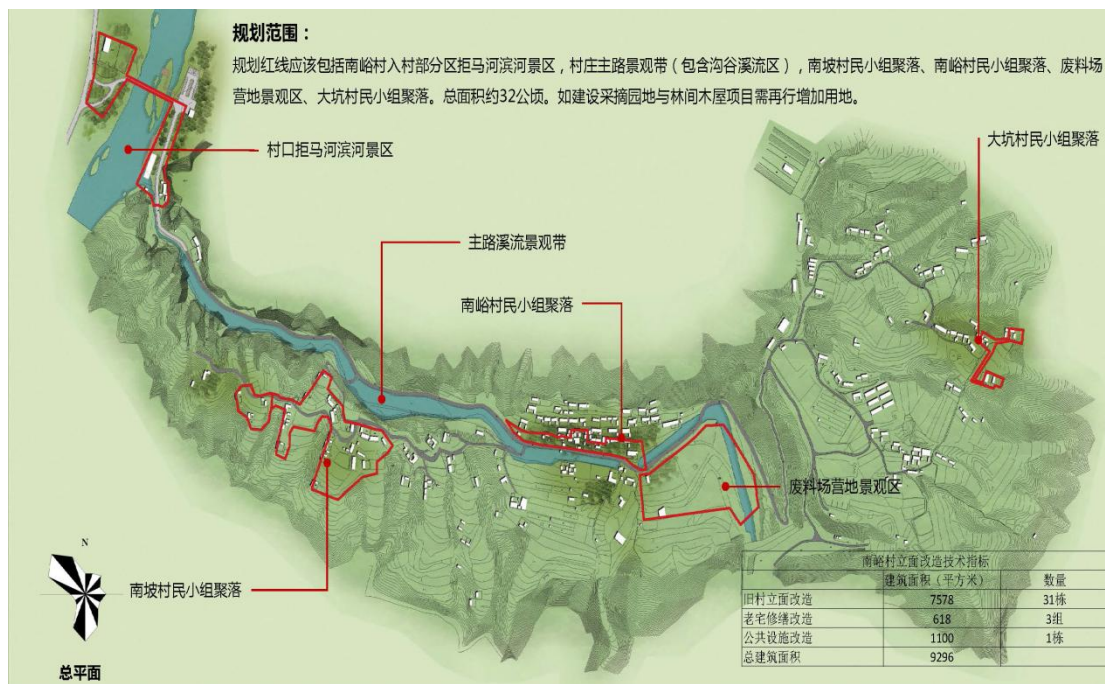 规划范围：
规划红线应该包括南峪村入村部分区拒马河滨河景区，村庄主路景观带（包含沟谷溪流区），南坡村民小组聚落、南峪村民小组聚落、废料场
营地景观区、大坑村民小组聚落。总面积约32公顷。如建设采摘园地与林间木屋项目需再行增加用地。
大坑村民小组聚落
村口拒马河滨河景区
主路溪流景观带
南峪村民小组聚落
废料场营地景观区
南坡村民小组聚落
N
总平面
南峪村立面改造技术指标
建筑面积（平方米） 数量
旧村立面改造 7578 31栋
老宅修缮改造 618 3组
公共设施改造 1100 1栋
总建筑面积 9296